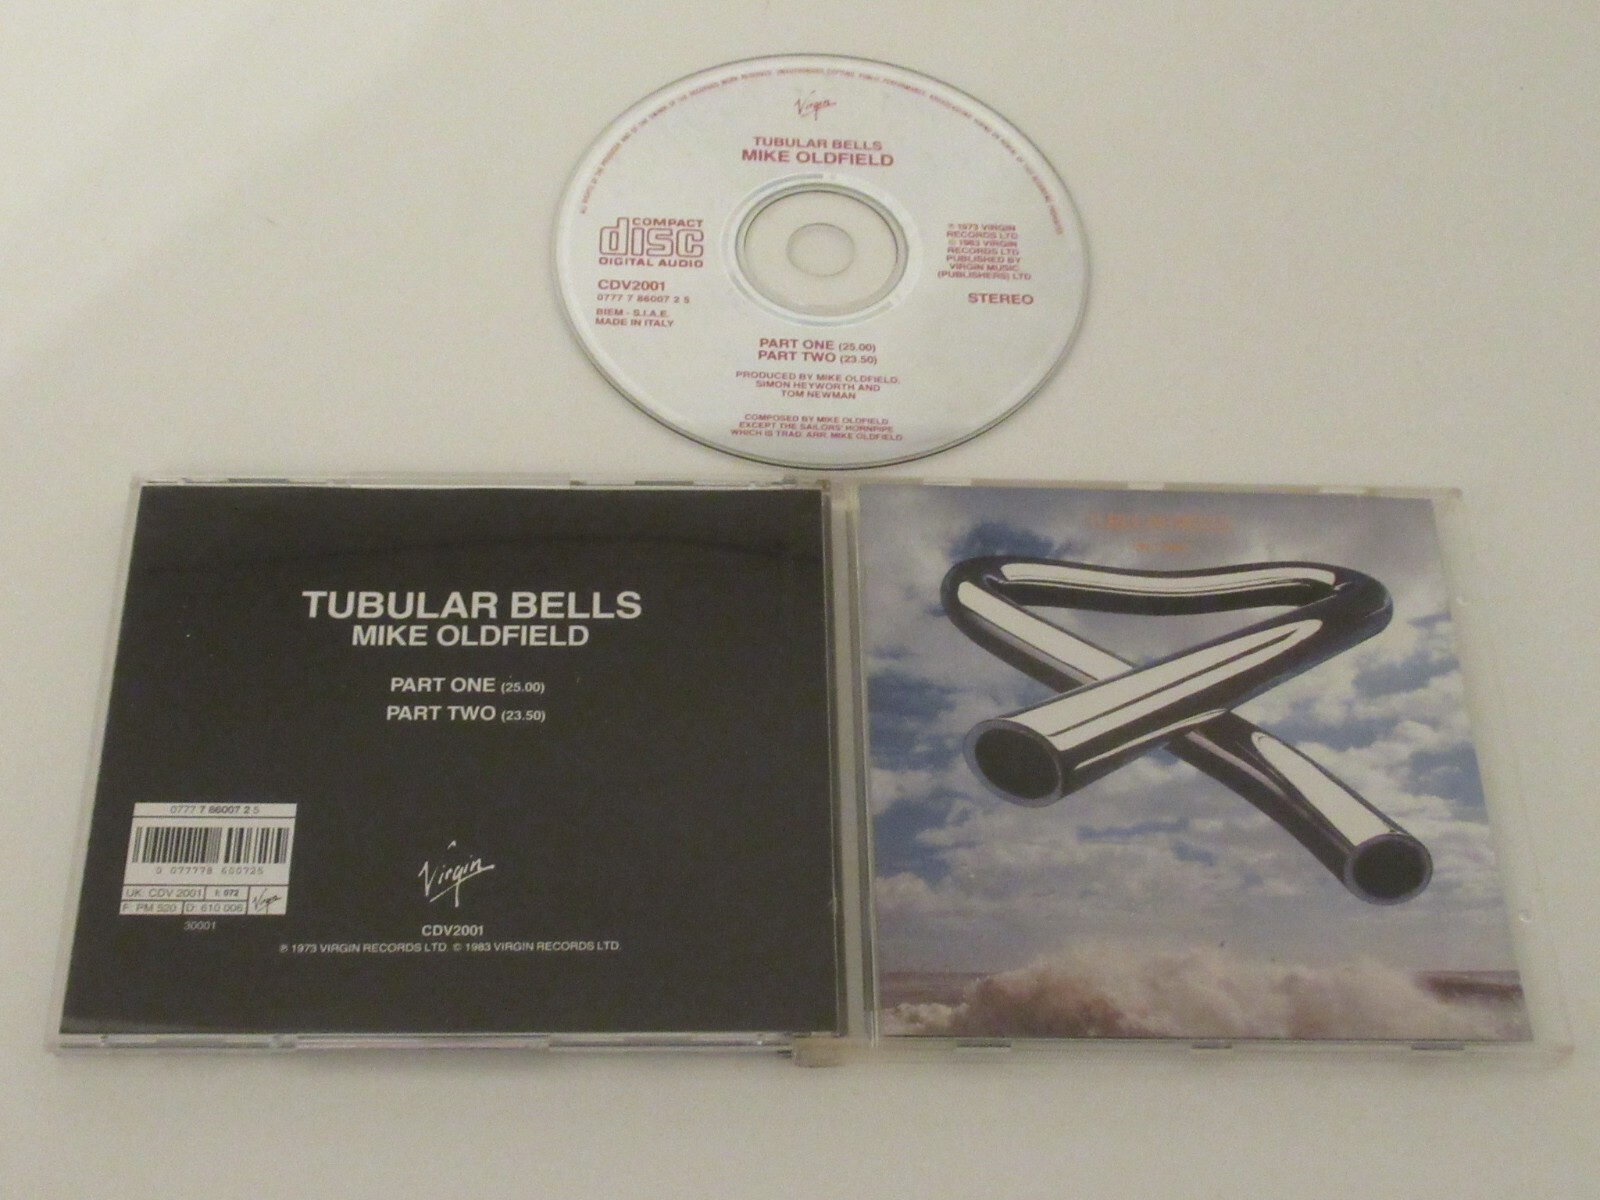 Virgin
TUBULAR BELLS
MIKE OLDFIELD
COMPACT
disc
DIGITAL AUDIO
CDV2001
0777 7 86007 2 5
BIEM - S.I.A.E.
MADE IN ITALY
℗ 1973 VIRGIN
RECORDS LTD
© 1983 VIRGIN
RECORDS LTD
PUBLISHED BY
VIRGIN MUSIC
(PUBLISHERS) LTD
STEREO
PART ONE (25.00)
PART TWO (23.50)
PRODUCED BY MIKE OLDFIELD,
SIMON HEYWORTH AND
TOM NEWMAN
COMPOSED BY MIKE OLDFIELD
EXCEPT THE SAILORS' HORNPIPE
WHICH IS TRAD. ARR. MIKE OLDFIELD
TUBULAR BELLS
MIKE OLDFIELD
PART ONE (25.00)
PART TWO (23.50)
0777 7 86007 2 5
0 077778 600725
UK: CDV 2001 I: 072
F: PM 520 D: 610 006 Virgin
30001
Virgin
CDV2001
℗ 1973 VIRGIN RECORDS LTD. © 1983 VIRGIN RECORDS LTD.